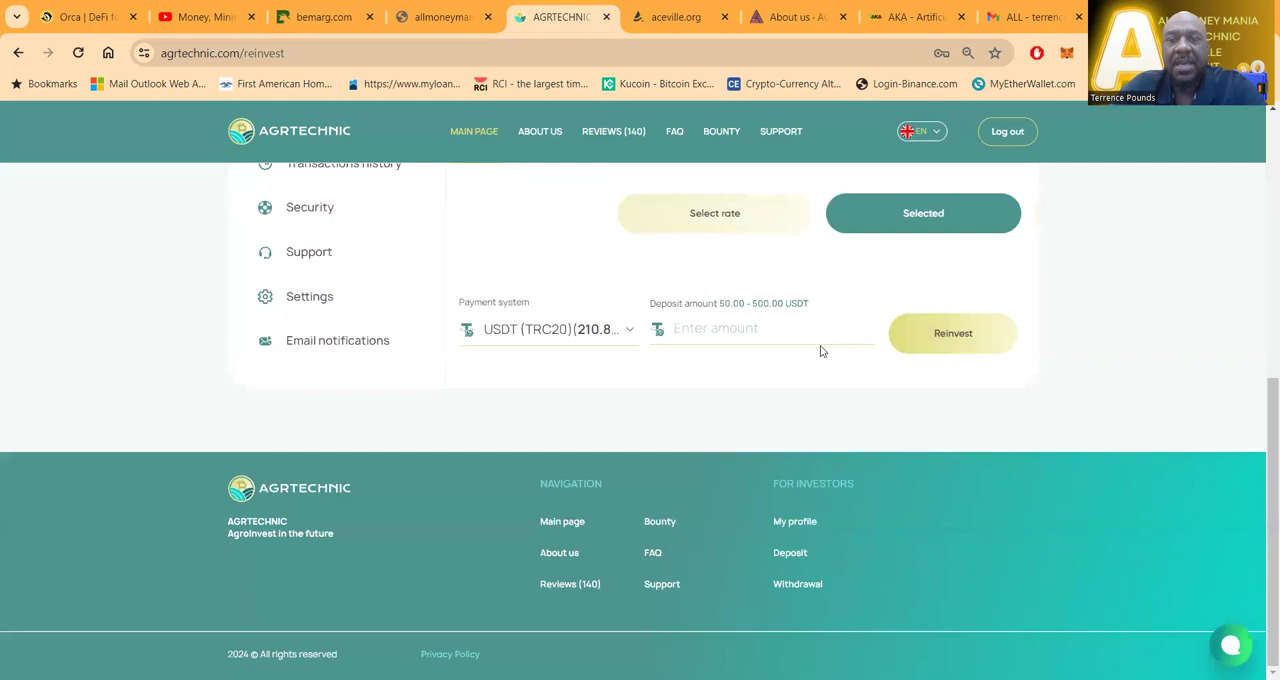 Orca | DeFi fo
Money, Mini
bemarg.com
allmoneyman
AGRTECHNIC
aceville.org
About us · Au
AKA - Artific
ALL - terrenc
agrtechnic.com/reinvest
Bookmarks
Mail Outlook Web A...
First American Hom...
https://www.myloan...
RCI - the largest tim...
Kucoin - Bitcoin Exc...
Crypto-Currency Alt...
Login-Binance.com
MyEtherWallet.com
Terrence Pounds
AGRTECHNIC
MAIN PAGE
ABOUT US
REVIEWS (140)
FAQ
BOUNTY
SUPPORT
EN
Log out
Transactions History
Security
Support
Settings
Email notifications
Select rate
Selected
Payment system
USDT (TRC20)(210.8...
Deposit amount 50.00 - 500.00 USDT
Enter amount
Reinvest
AGRTECHNIC
AGRTECHNIC
AgroInvest in the future
NAVIGATION
Main page
Bounty
About us
FAQ
Reviews (140)
Support
FOR INVESTORS
My profile
Deposit
Withdrawal
2024 © All rights reserved
Privacy Policy